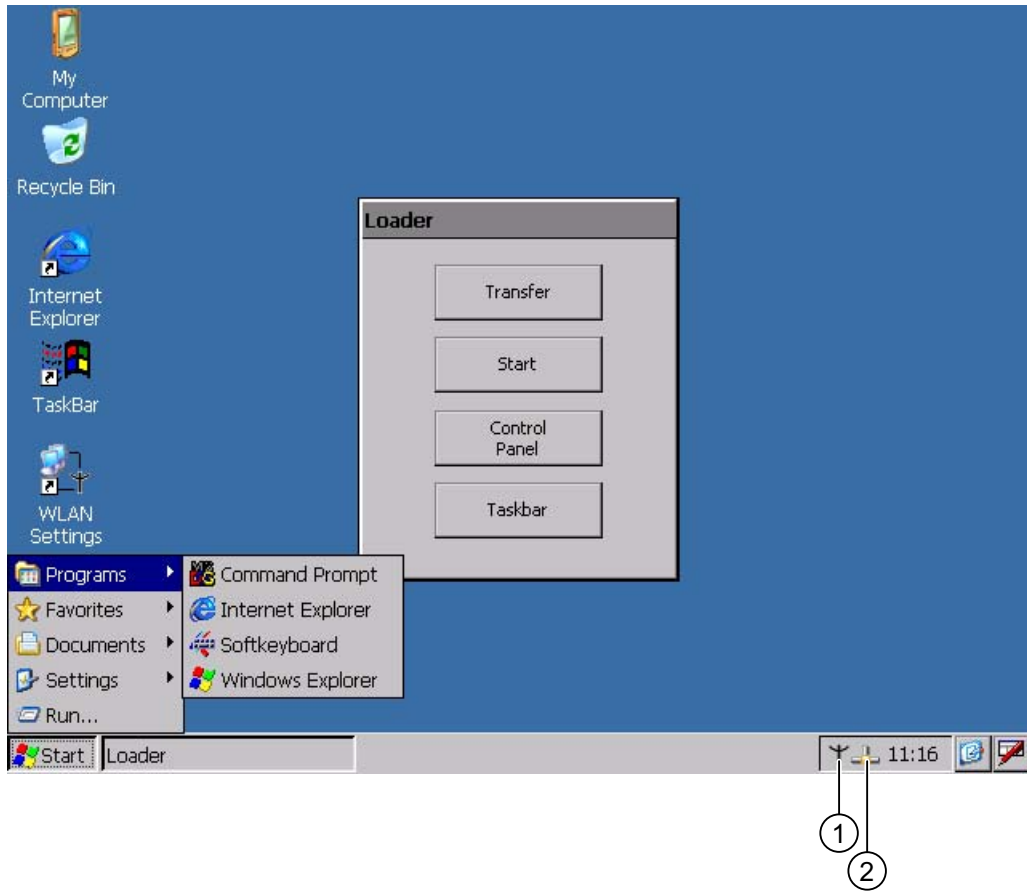 My
Computer
Recycle Bin
Internet
Explorer
TaskBar
WLAN
Settings
Loader
Transfer
Start
Control
Panel
Taskbar
Programs
Favorites
Documents
Settings
Run...
Command Prompt
Internet Explorer
Softkeyboard
Windows Explorer
Start
Loader
11:16
1
2